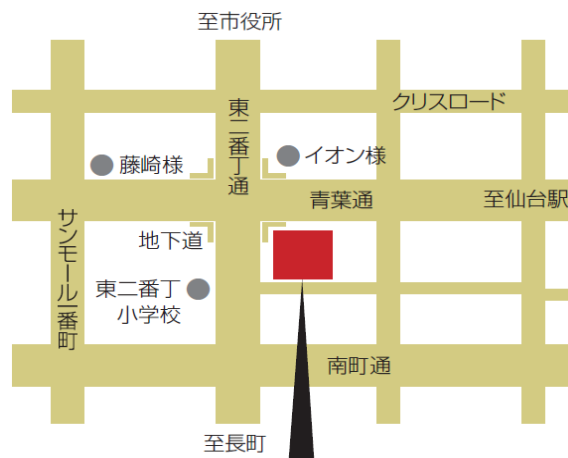 至市役所
クリスロード
東二番丁通
藤崎様
イオン様
青葉通
至仙台駅
サンモール一番町
地下道
東二番丁
小学校
南町通
至長町